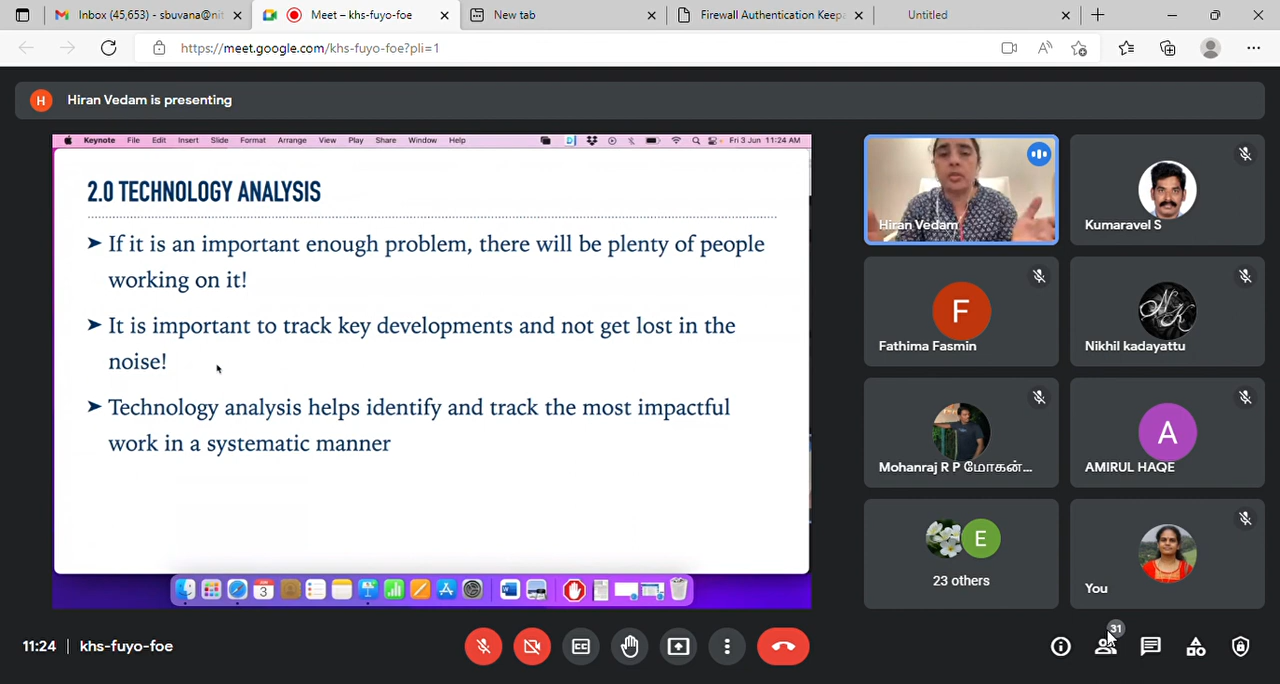 Inbox (45,653) - sbuvana@nit
Meet – khs-fuyo-foe
New tab
Firewall Authentication Keepa
Untitled
https://meet.google.com/khs-fuyo-foe?pli=1
H
Hiran Vedam is presenting
Keynote File Edit Insert Slide Format Arrange View Play Share Window Help
Fri 3 Jun 11:24 AM
2.0 TECHNOLOGY ANALYSIS
➤ If it is an important enough problem, there will be plenty of people
working on it!
➤ It is important to track key developments and not get lost in the
noise!
➤ Technology analysis helps identify and track the most impactful
work in a systematic manner
3
Hiran Vedam
Kumaravel S
F
Fathima Fasmin
NK
Nikhil kadayattu
Mohanraj R P மோகன்...
A
AMIRUL HAQE
E
23 others
You
11:24 | khs-fuyo-foe
31